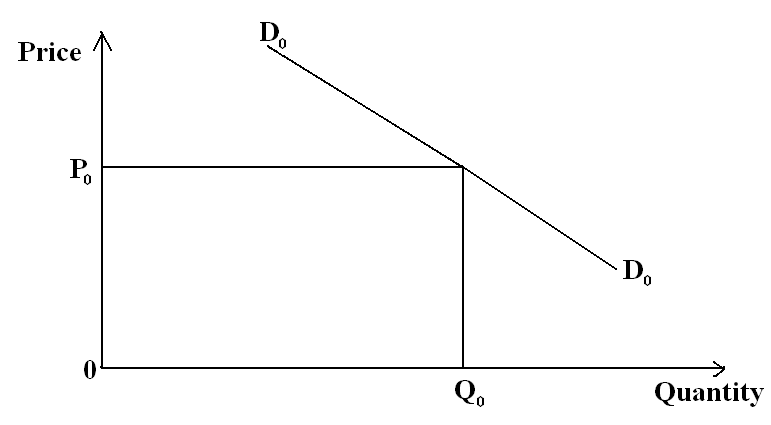 D₀
Price
P₀
D₀
0
Q₀
Quantity